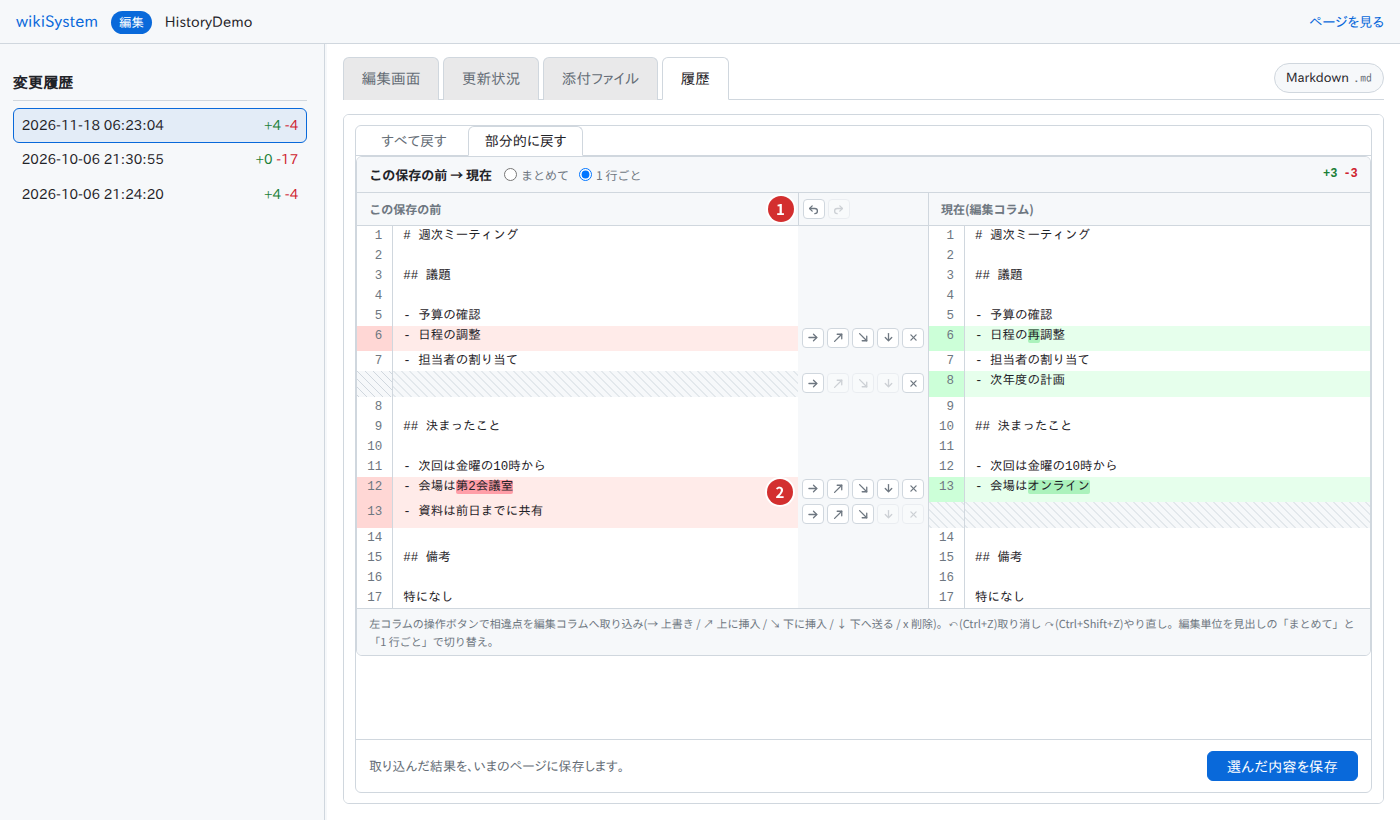 wikiSystem 編集 HistoryDemo ページを見る
変更履歴
2026-11-18 06:23:04 +4 -4
2026-10-06 21:30:55 +0 -17
2026-10-06 21:24:20 +4 -4
編集画面 更新状況 添付ファイル 履歴 Markdown .md
すべて戻す 部分的に戻す
この保存の前 → 現在 まとめて 1 行ごと +3 -3
この保存の前 1 ↶ ↷ 現在(編集コラム)
1 # 週次ミーティング 1 # 週次ミーティング
2 2
3 ## 議題 3 ## 議題
4 4
5 - 予算の確認 5 - 予算の確認
6 - 日程の調整 → ↗ ↘ ↓ × 6 - 日程の再調整
7 - 担当者の割り当て 7 - 担当者の割り当て
→ ↗ ↘ ↓ × 8 - 次年度の計画
8 9
9 ## 決まったこと 10 ## 決まったこと
10 11
11 - 次回は金曜の10時から 12 - 次回は金曜の10時から
12 - 会場は第2会議室 2 → ↗ ↘ ↓ × 13 - 会場はオンライン
13 - 資料は前日までに共有 → ↗ ↘ ↓ ×
14 14
15 ## 備考 15 ## 備考
16 16
17 特になし 17 特になし
左コラムの操作ボタンで相違点を編集コラムへ取り込み(→ 上書き / ↗ 上に挿入 / ↘ 下に挿入 / ↓ 下へ送る / x 削除)。↶(Ctrl+Z)取り消し ↷(Ctrl+Shift+Z)やり直し。編集単位を見出しの「まとめて」と
「1 行ごと」で切り替え。
取り込んだ結果を、いまのページに保存します。 選んだ内容を保存